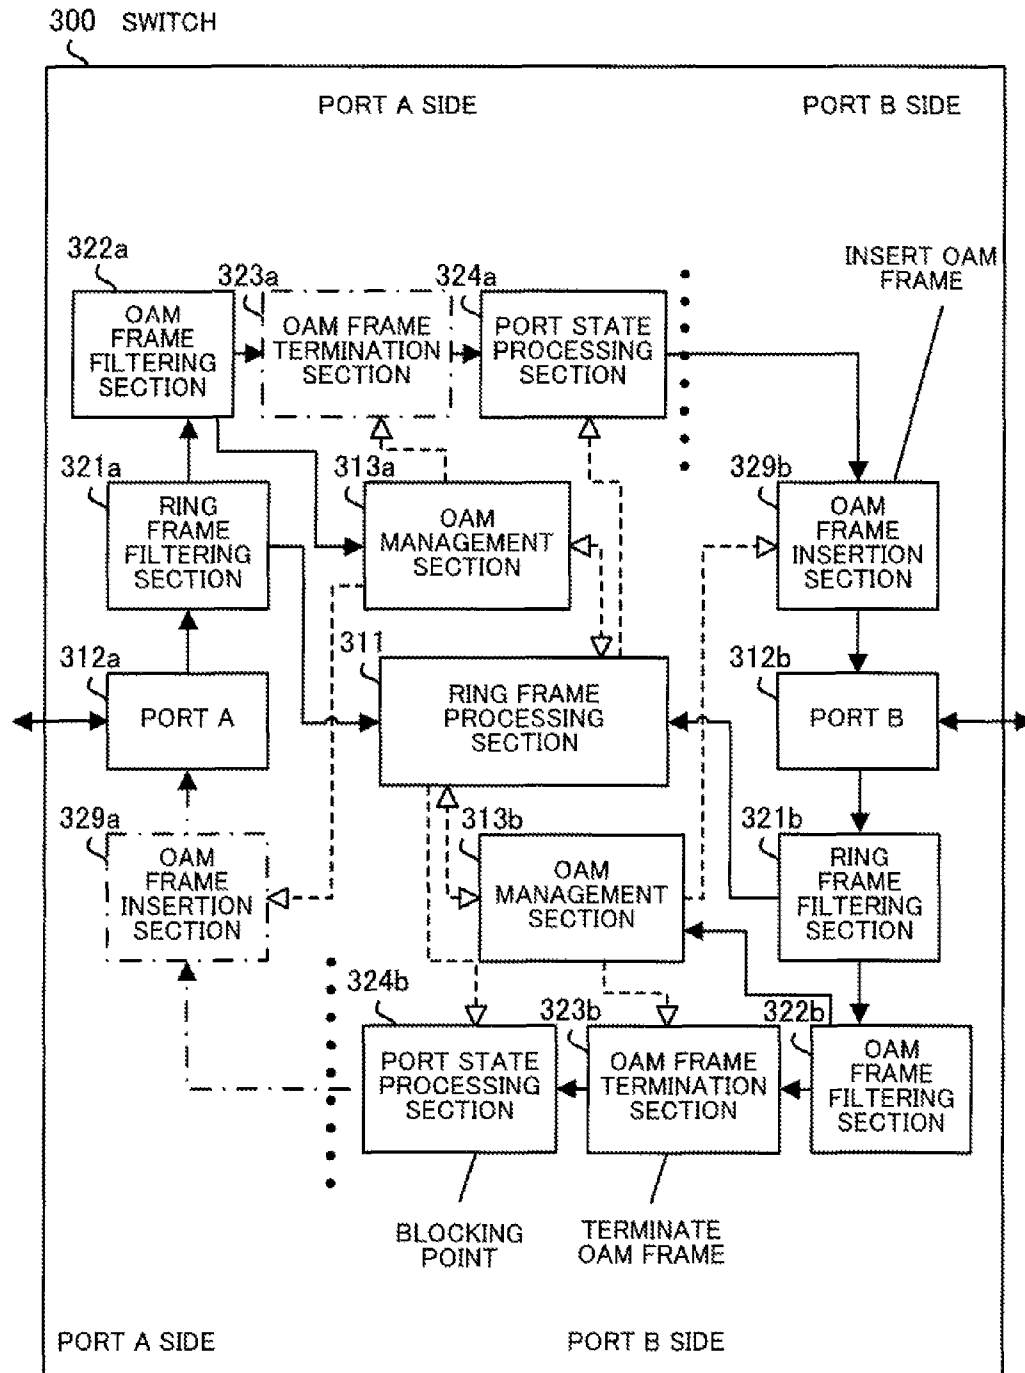 300 SWITCH
PORT A SIDE
PORT B SIDE
322a
OAM
FRAME
FILTERING
SECTION
323a
OAM FRAME
TERMINATION
SECTION
324a
PORT STATE
PROCESSING
SECTION
INSERT OAM
FRAME
321a
RING
FRAME
FILTERING
SECTION
313a
OAM
MANAGEMENT
SECTION
329b
OAM
FRAME
INSERTION
SECTION
312a
PORT A
311
RING FRAME
PROCESSING
SECTION
312b
PORT B
329a
OAM
FRAME
INSERTION
SECTION
313b
OAM
MANAGEMENT
SECTION
321b
RING
FRAME
FILTERING
SECTION
324b
PORT STATE
PROCESSING
SECTION
323b
OAM FRAME
TERMINATION
SECTION
322b
OAM
FRAME
FILTERING
SECTION
BLOCKING
POINT
TERMINATE
OAM FRAME
PORT A SIDE
PORT B SIDE